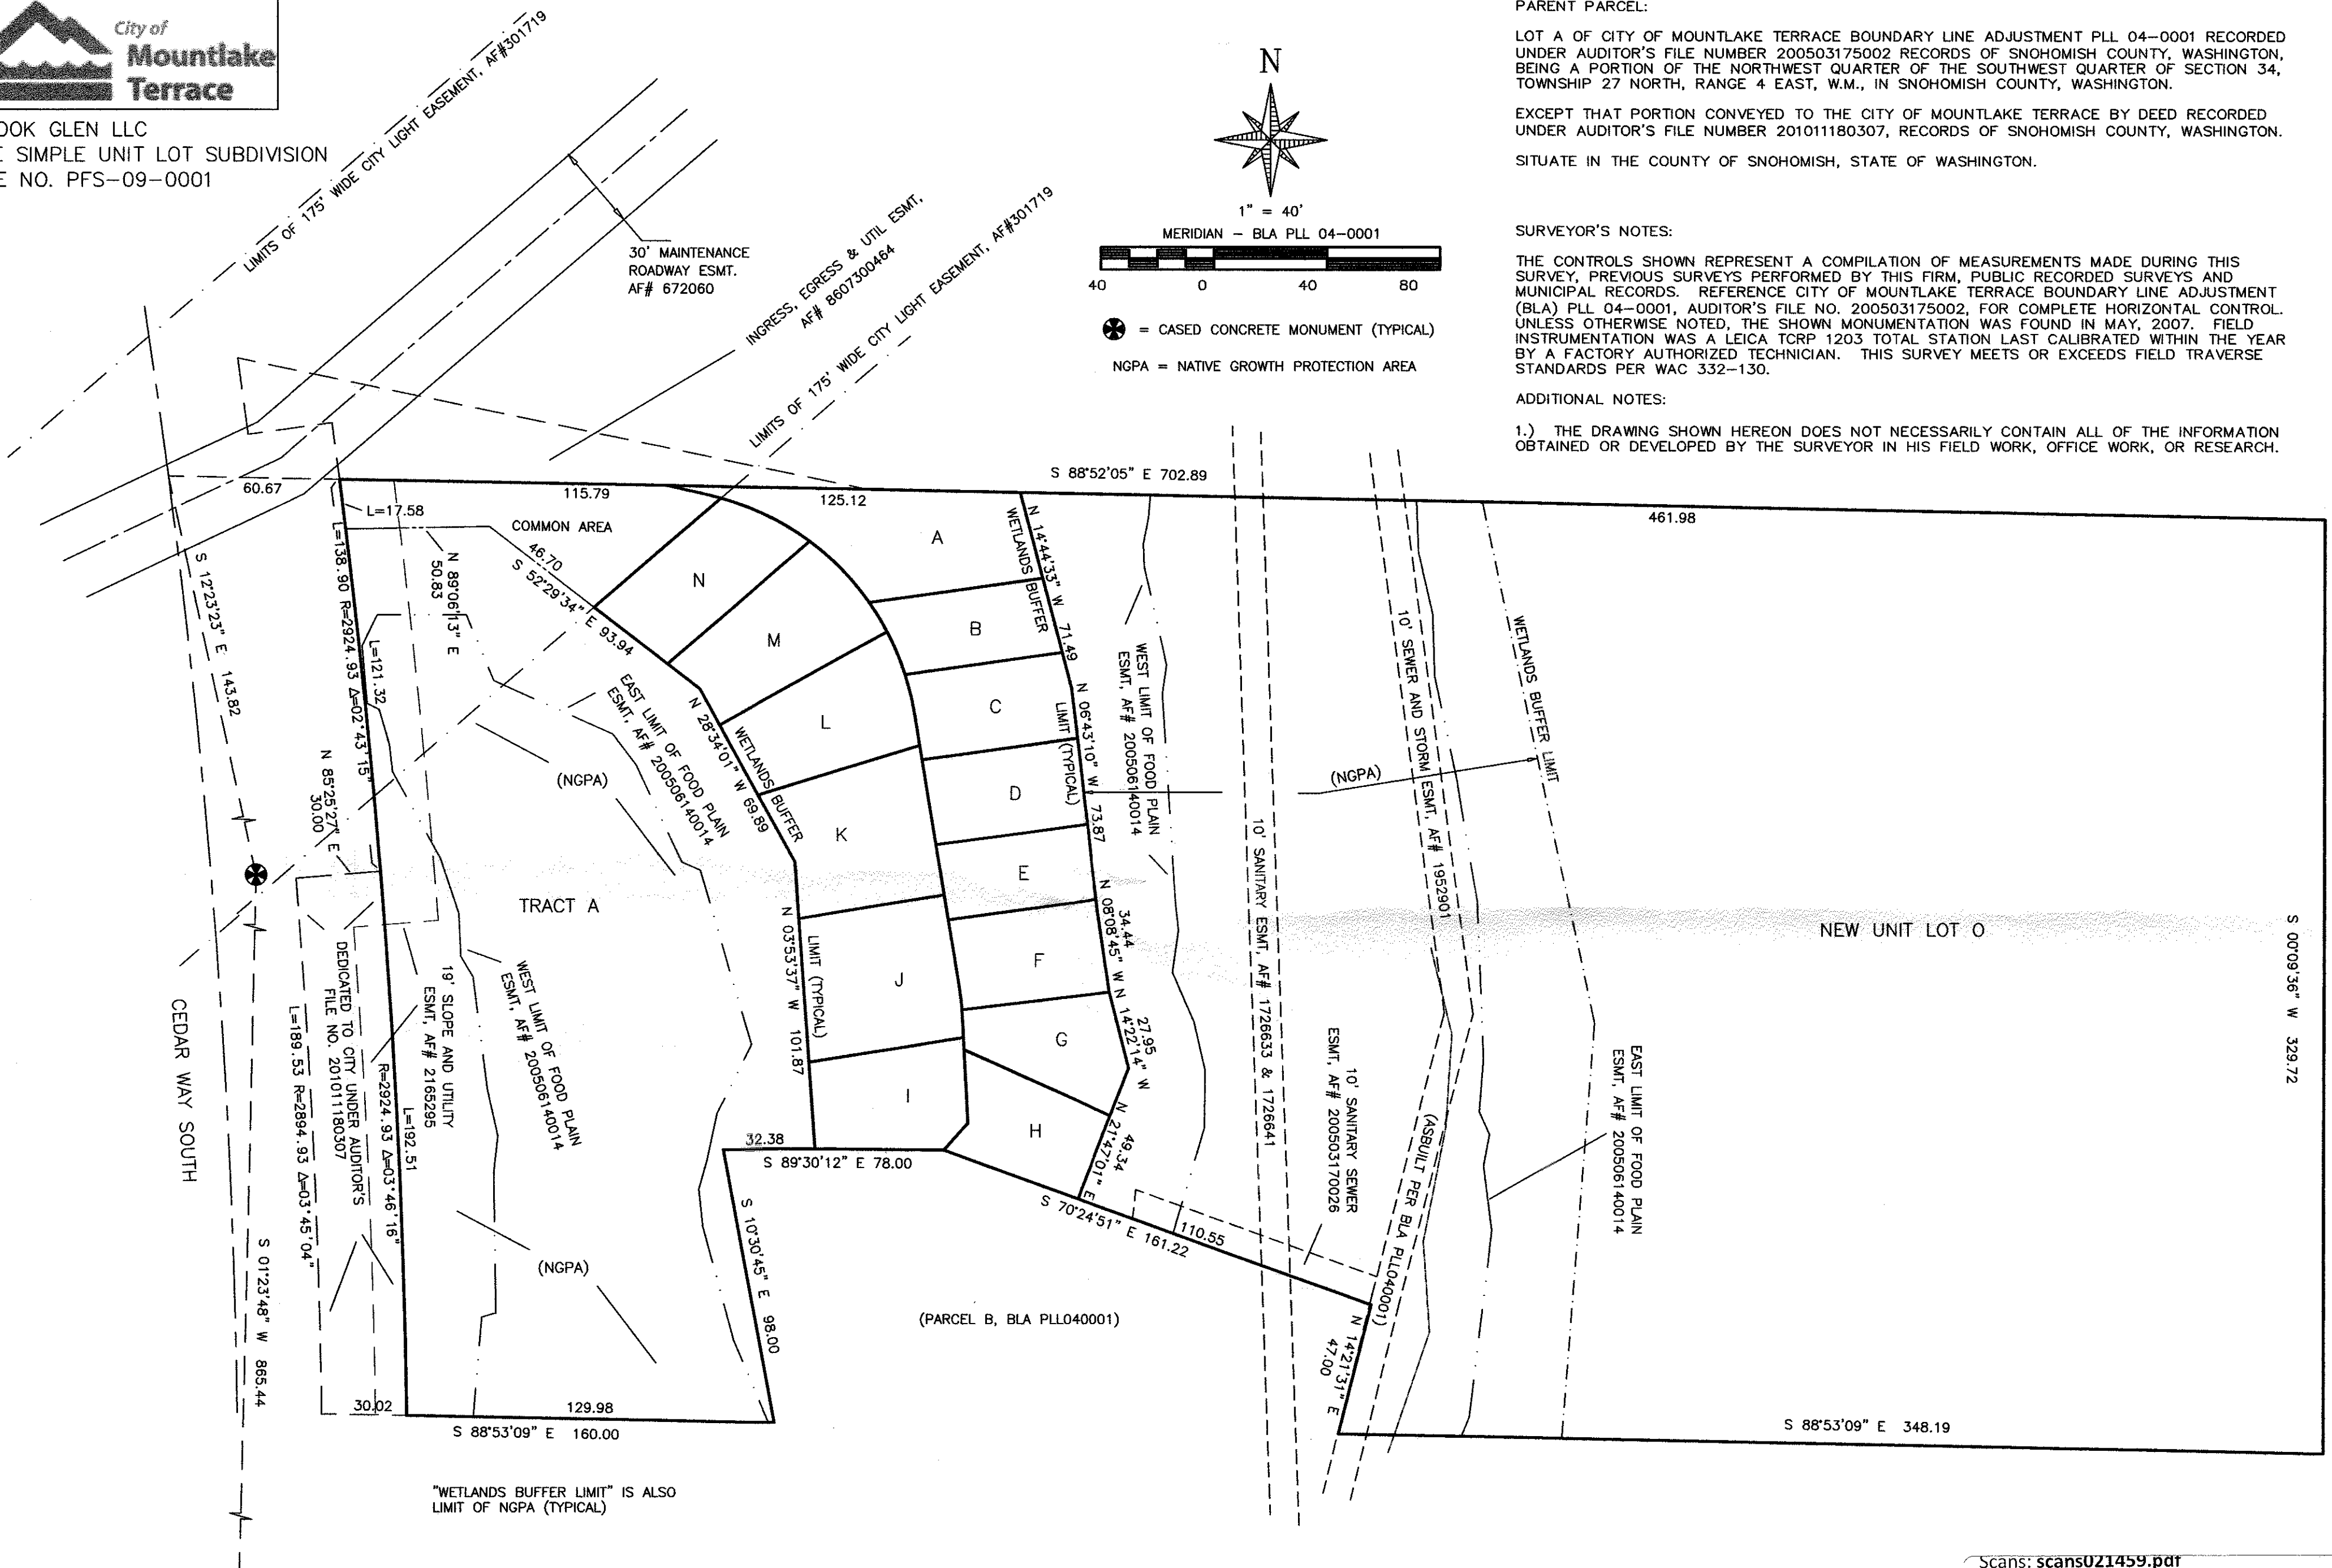 City of
Mountlake
Terrace
OOK GLEN LLC
E SIMPLE UNIT LOT SUBDIVISION
E NO. PFS-09-0001
LIMITS OF 175' WIDE CITY LIGHT EASEMENT, AF#301719
30' MAINTENANCE
ROADWAY ESMT.
AF# 672060
INGRESS, EGRESS & UTIL ESMT,
AF# 8607300464
LIMITS OF 175' WIDE CITY LIGHT EASEMENT, AF#301719
N
1" = 40'
MERIDIAN - BLA PLL 04-0001
40 0 40 80
= CASED CONCRETE MONUMENT (TYPICAL)
NGPA = NATIVE GROWTH PROTECTION AREA
PARENT PARCEL:
LOT A OF CITY OF MOUNTLAKE TERRACE BOUNDARY LINE ADJUSTMENT PLL 04-0001 RECORDED
UNDER AUDITOR'S FILE NUMBER 200503175002 RECORDS OF SNOHOMISH COUNTY, WASHINGTON,
BEING A PORTION OF THE NORTHWEST QUARTER OF THE SOUTHWEST QUARTER OF SECTION 34,
TOWNSHIP 27 NORTH, RANGE 4 EAST, W.M., IN SNOHOMISH COUNTY, WASHINGTON.
EXCEPT THAT PORTION CONVEYED TO THE CITY OF MOUNTLAKE TERRACE BY DEED RECORDED
UNDER AUDITOR'S FILE NUMBER 201011180307, RECORDS OF SNOHOMISH COUNTY, WASHINGTON.
SITUATE IN THE COUNTY OF SNOHOMISH, STATE OF WASHINGTON.
SURVEYOR'S NOTES:
THE CONTROLS SHOWN REPRESENT A COMPILATION OF MEASUREMENTS MADE DURING THIS
SURVEY, PREVIOUS SURVEYS PERFORMED BY THIS FIRM, PUBLIC RECORDED SURVEYS AND
MUNICIPAL RECORDS. REFERENCE CITY OF MOUNTLAKE TERRACE BOUNDARY LINE ADJUSTMENT
(BLA) PLL 04-0001, AUDITOR'S FILE NO. 200503175002, FOR COMPLETE HORIZONTAL CONTROL.
UNLESS OTHERWISE NOTED, THE SHOWN MONUMENTATION WAS FOUND IN MAY, 2007. FIELD
INSTRUMENTATION WAS A LEICA TCRP 1203 TOTAL STATION LAST CALIBRATED WITHIN THE YEAR
BY A FACTORY AUTHORIZED TECHNICIAN. THIS SURVEY MEETS OR EXCEEDS FIELD TRAVERSE
STANDARDS PER WAC 332-130.
ADDITIONAL NOTES:
1.) THE DRAWING SHOWN HEREON DOES NOT NECESSARILY CONTAIN ALL OF THE INFORMATION
OBTAINED OR DEVELOPED BY THE SURVEYOR IN HIS FIELD WORK, OFFICE WORK, OR RESEARCH.
S 88°52'05" E 702.89
60.67
115.79
125.12
461.98
L=17.58
COMMON AREA
46.70
S 52°29'34" E 93.94
N 89°06'13" E
50.83
L=138.90 R=2924.93 Δ=02°43'15"
L=121.32
S 12°23'23" E 143.82
N 85°25'27" E
30.00
A
B
C
D
E
F
G
H
I
J
K
L
M
N
N 14°44'33" W 71.49
WETLANDS BUFFER
N 06°43'10" W 73.87
LIMIT (TYPICAL)
34.44
N 08°08'45" W
27.95
N 14°22'14" W
49.34
N 21°47'01" E
WEST LIMIT OF FOOD PLAIN
ESMT, AF# 200506140014
EAST LIMIT OF FOOD PLAIN
ESMT, AF# 200506140014
N 28°34'01" W 69.89
WETLANDS BUFFER
N 03°53'37" W 101.87
LIMIT (TYPICAL)
(NGPA)
TRACT A
(NGPA)
10' SANITARY ESMT, AF# 1726633 & 1726641
10' SEWER AND STORM ESMT, AF# 1952901
(ASBUILT PER BLA PLL040001)
WETLANDS BUFFER LIMIT
NEW UNIT LOT O
S 00°09'36" W 329.72
CEDAR WAY SOUTH
DEDICATED TO CITY UNDER AUDITOR'S
FILE NO. 201011180307
L=189.53 R=2894.93 Δ=03°45'04"
R=2924.93 Δ=03°46'16"
L=192.51
19' SLOPE AND UTILITY
ESMT, AF# 2165295
WEST LIMIT OF FOOD PLAIN
ESMT, AF# 200506140014
10' SANITARY SEWER
ESMT, AF# 200503170026
EAST LIMIT OF FOOD PLAIN
ESMT, AF# 200506140014
32.38
S 89°30'12" E 78.00
S 70°24'51" E 161.22
110.55
S 10°30'45" E 98.00
(NGPA)
(PARCEL B, BLA PLL040001)
N 14°21'31" E
47.00
S 01°23'48" W 865.44
30.02
129.98
S 88°53'09" E 160.00
S 88°53'09" E 348.19
"WETLANDS BUFFER LIMIT" IS ALSO
LIMIT OF NGPA (TYPICAL)
Scans: scans021459.pdf